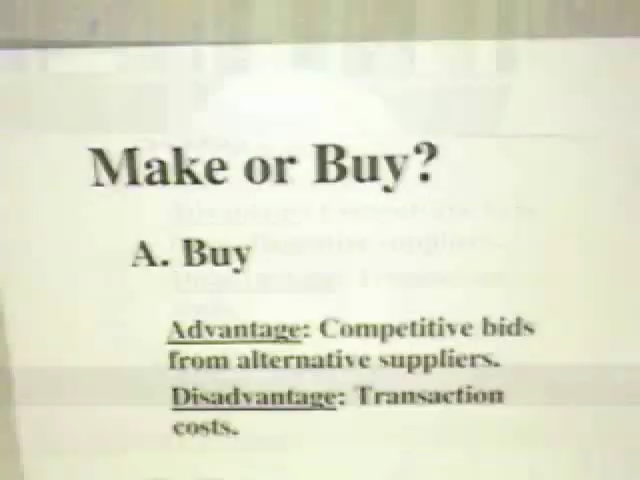 Make or Buy?
A. Buy
Advantage: Competitive bids
from alternative suppliers.
Disadvantage: Transaction
costs.